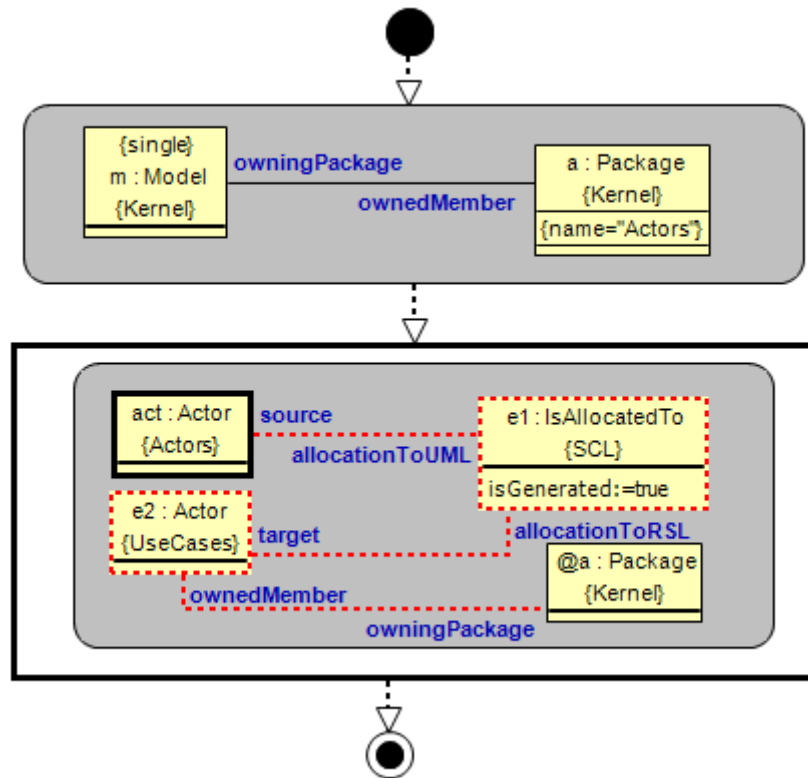 {single}
m : Model
{Kernel}
owningPackage
ownedMember
a : Package
{Kernel}
{name="Actors"}
act : Actor
{Actors}
source
allocationToUML
e1 : IsAllocatedTo
{SCL}
isGenerated:=true
e2 : Actor
{UseCases}
target
allocationToRSL
@a : Package
{Kernel}
ownedMember
owningPackage